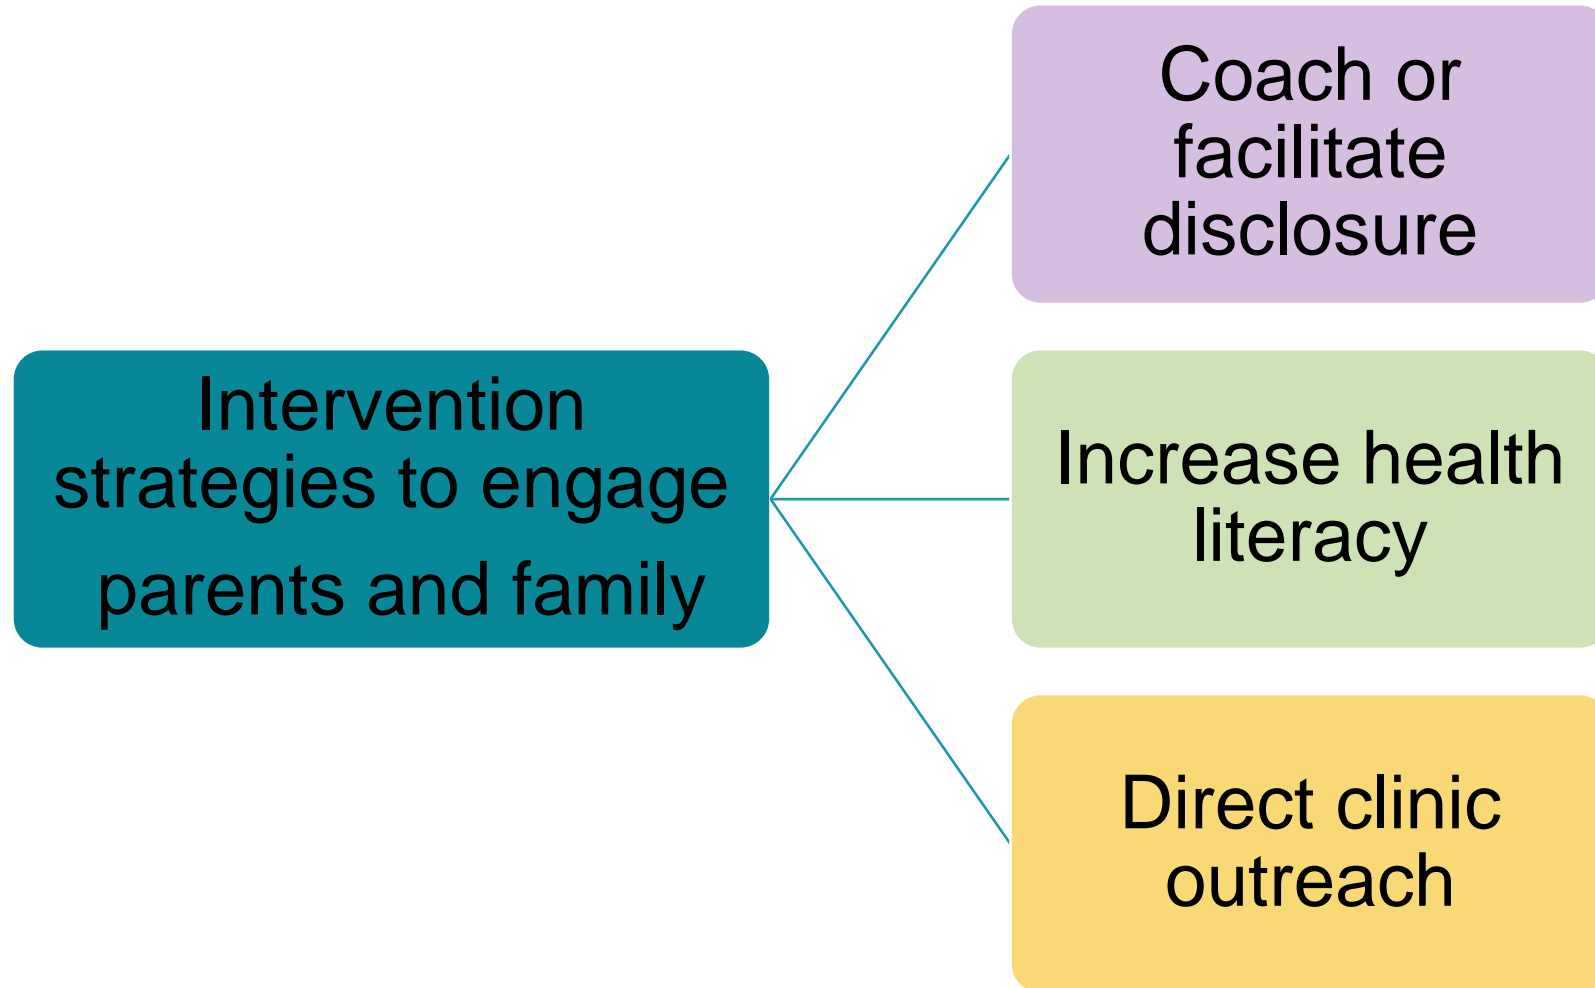 Coach or
facilitate
disclosure
Intervention
strategies to engage
parents and family
Increase health
literacy
Direct clinic
outreach